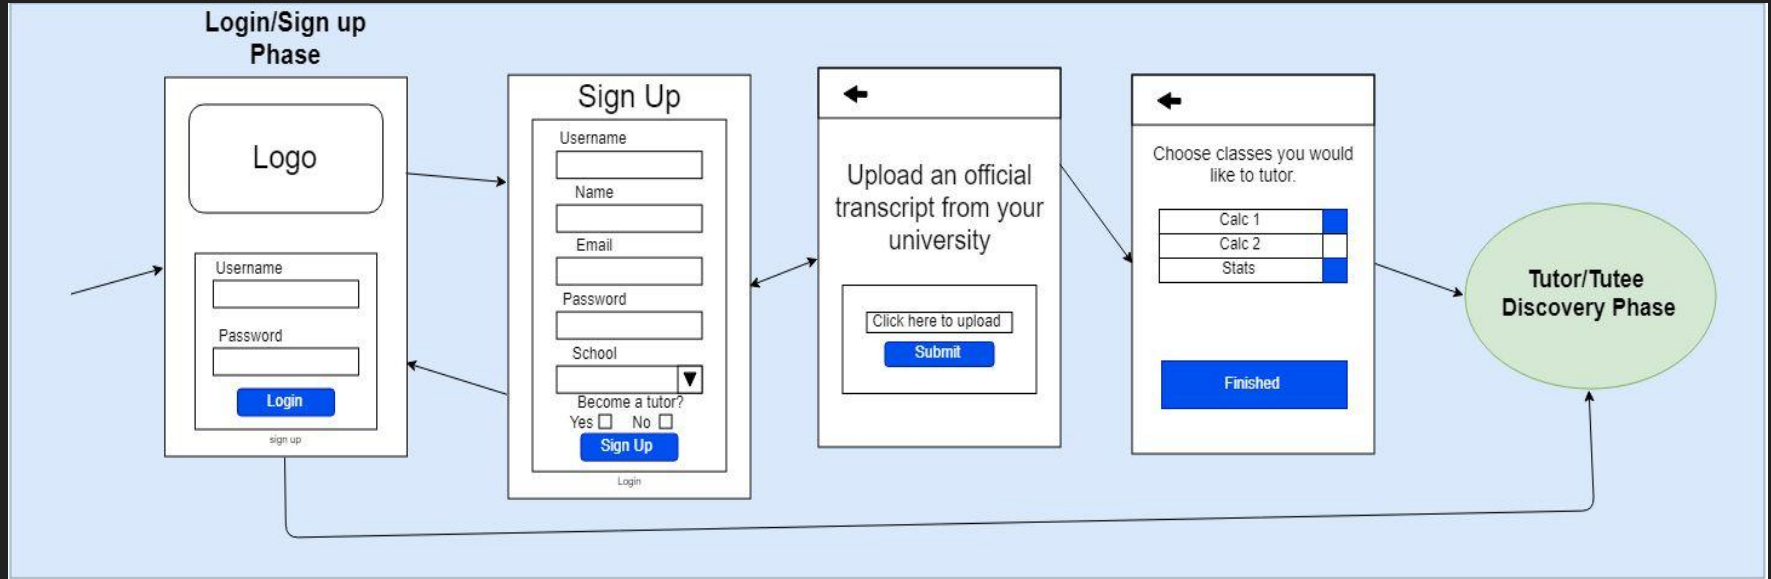 Login/Sign up
Phase
Logo
Username
Password
Login
sign up
Sign Up
Username
Name
Email
Password
School
Become a tutor?
Yes No
Sign Up
Login
Upload an official
transcript from your
university
Click here to upload
Submit
Choose classes you would
like to tutor.
Calc 1
Calc 2
Stats
Finished
Tutor/Tutee
Discovery Phase